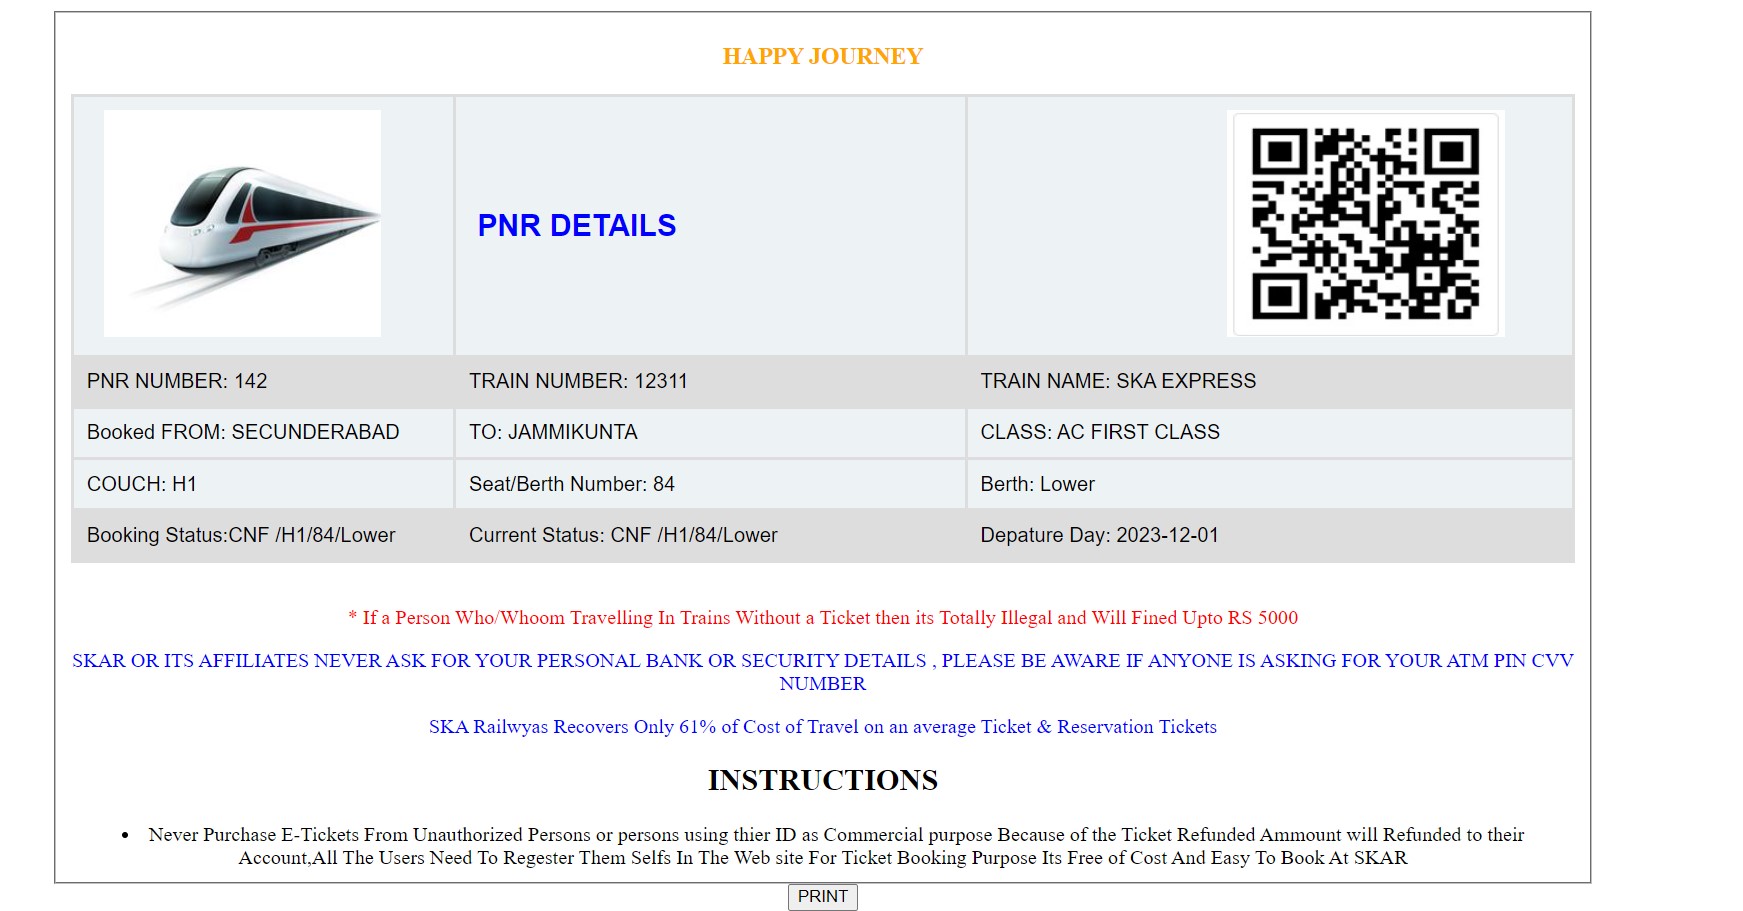 HAPPY JOURNEY
PNR DETAILS
PNR NUMBER: 142 TRAIN NUMBER: 12311 TRAIN NAME: SKA EXPRESS
Booked FROM: SECUNDERABAD TO: JAMMIKUNTA CLASS: AC FIRST CLASS
COUCH: H1 Seat/Berth Number: 84 Berth: Lower
Booking Status:CNF /H1/84/Lower Current Status: CNF /H1/84/Lower Depature Day: 2023-12-01
* If a Person Who/Whoom Travelling In Trains Without a Ticket then its Totally Illegal and Will Fined Upto RS 5000
SKAR OR ITS AFFILIATES NEVER ASK FOR YOUR PERSONAL BANK OR SECURITY DETAILS , PLEASE BE AWARE IF ANYONE IS ASKING FOR YOUR ATM PIN CVV
NUMBER
SKA Railwyas Recovers Only 61% of Cost of Travel on an average Ticket & Reservation Tickets
INSTRUCTIONS
• Never Purchase E-Tickets From Unauthorized Persons or persons using thier ID as Commercial purpose Because of the Ticket Refunded Ammount will Refunded to their
Account,All The Users Need To Regester Them Selfs In The Web site For Ticket Booking Purpose Its Free of Cost And Easy To Book At SKAR
PRINT